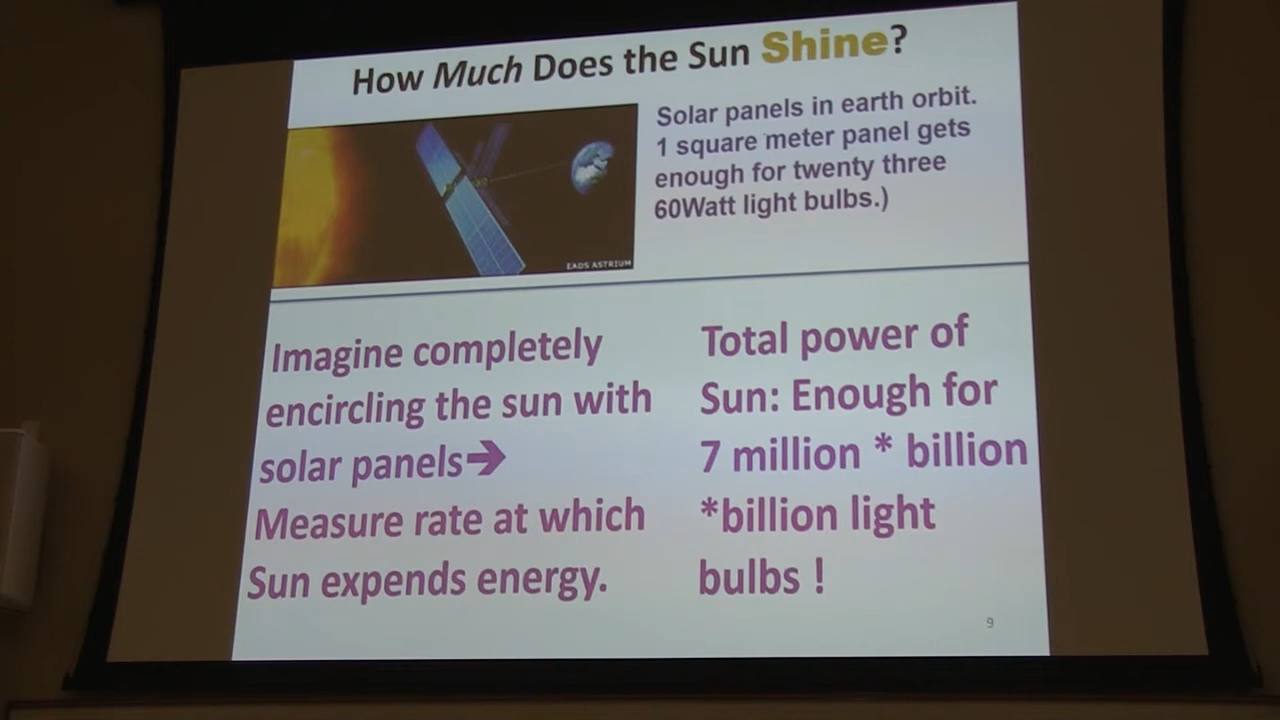 How Much Does the Sun Shine?
Solar panels in earth orbit.
1 square meter panel gets
enough for twenty three
60Watt light bulbs.)
EADS ASTRIUM
Imagine completely
encircling the sun with
solar panels➔
Measure rate at which
Sun expends energy.
Total power of
Sun: Enough for
7 million * billion
*billion light
bulbs !
9